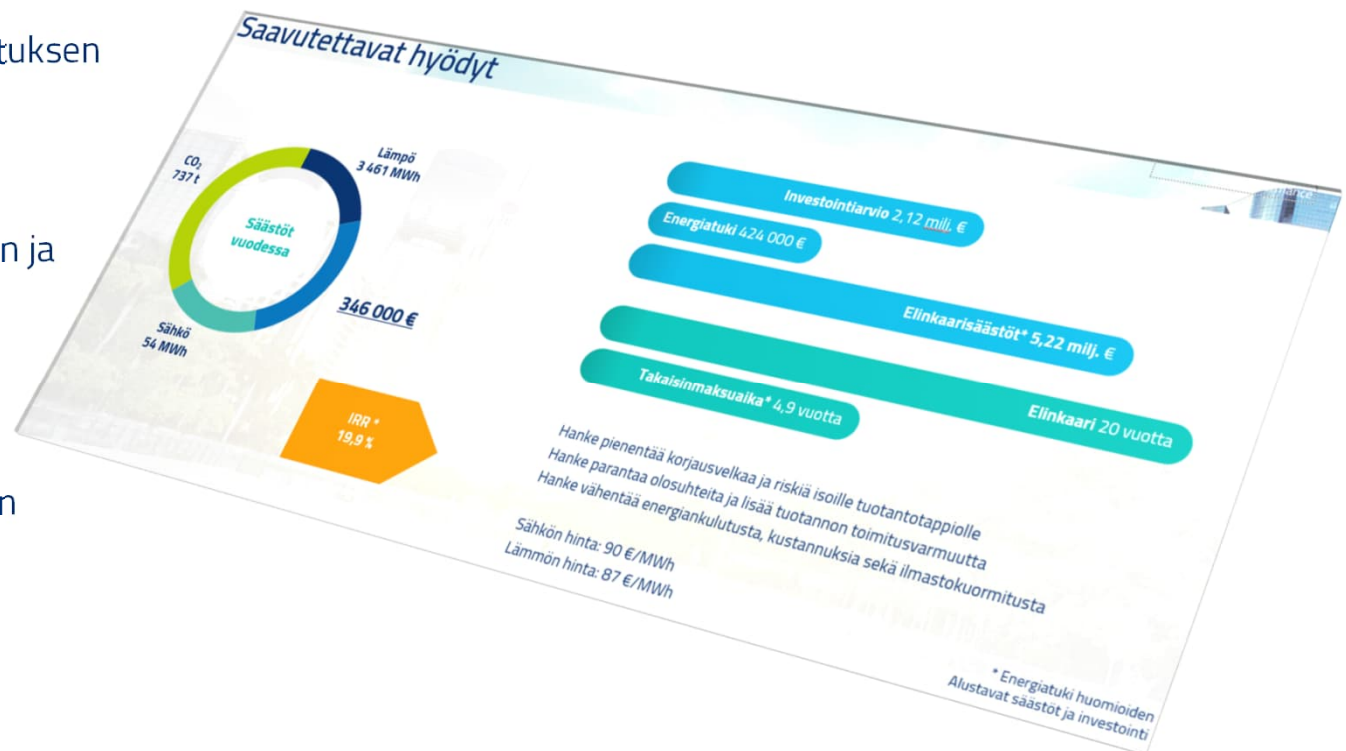 tuksen
n ja
n
Saavutettavat hyödyt
CO₂
737 t
Lämpö
3 461 MWh
Säästöt
vuodessa
346 000 €
Sähkö
54 MWh
IRR *
19,9 %
Investointiarvio 2,12 milj. €
Energiatuki 424 000 €
Elinkaarisäästöt* 5,22 milj. €
Elinkaari 20 vuotta
Takaisinmaksuaika* 4,9 vuotta
Hanke pienentää korjausvelkaa ja riskiä isoille tuotantotappiolle
Hanke parantaa olosuhteita ja lisää tuotannon toimitusvarmuutta
Hanke vähentää energiankulutusta, kustannuksia sekä ilmastokuormitusta
Sähkön hinta: 90 €/MWh
Lämmön hinta: 87 €/MWh
* Energiatuki huomioiden
Alustavat säästöt ja investointi